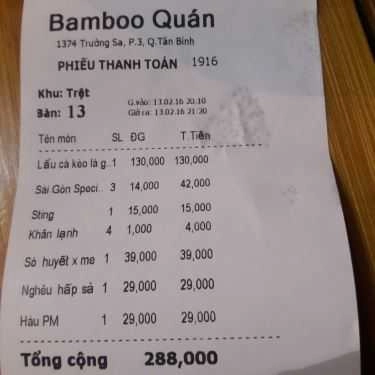 Bamboo Quán
1374 Trường Sa, P.3, Q.Tân Bình
PHIẾU THANH TOÁN 1916
Khu: Trệt
Bàn: 13
G.vào: 13.02.16 20:10
Giờ ra: 13.02.16 21:20
Tên món SL ĐG T.Tiền
Lẩu cá kèo lá g.. 1 130,000 130,000
Sài Gòn Speci.. 3 14,000 42,000
Sting 1 15,000 15,000
Khăn lạnh 4 1,000 4,000
Sò huyết x me 1 39,000 39,000
Nghêu hấp sả 1 29,000 29,000
Hàu PM 1 29,000 29,000
Tổng cộng 288,000